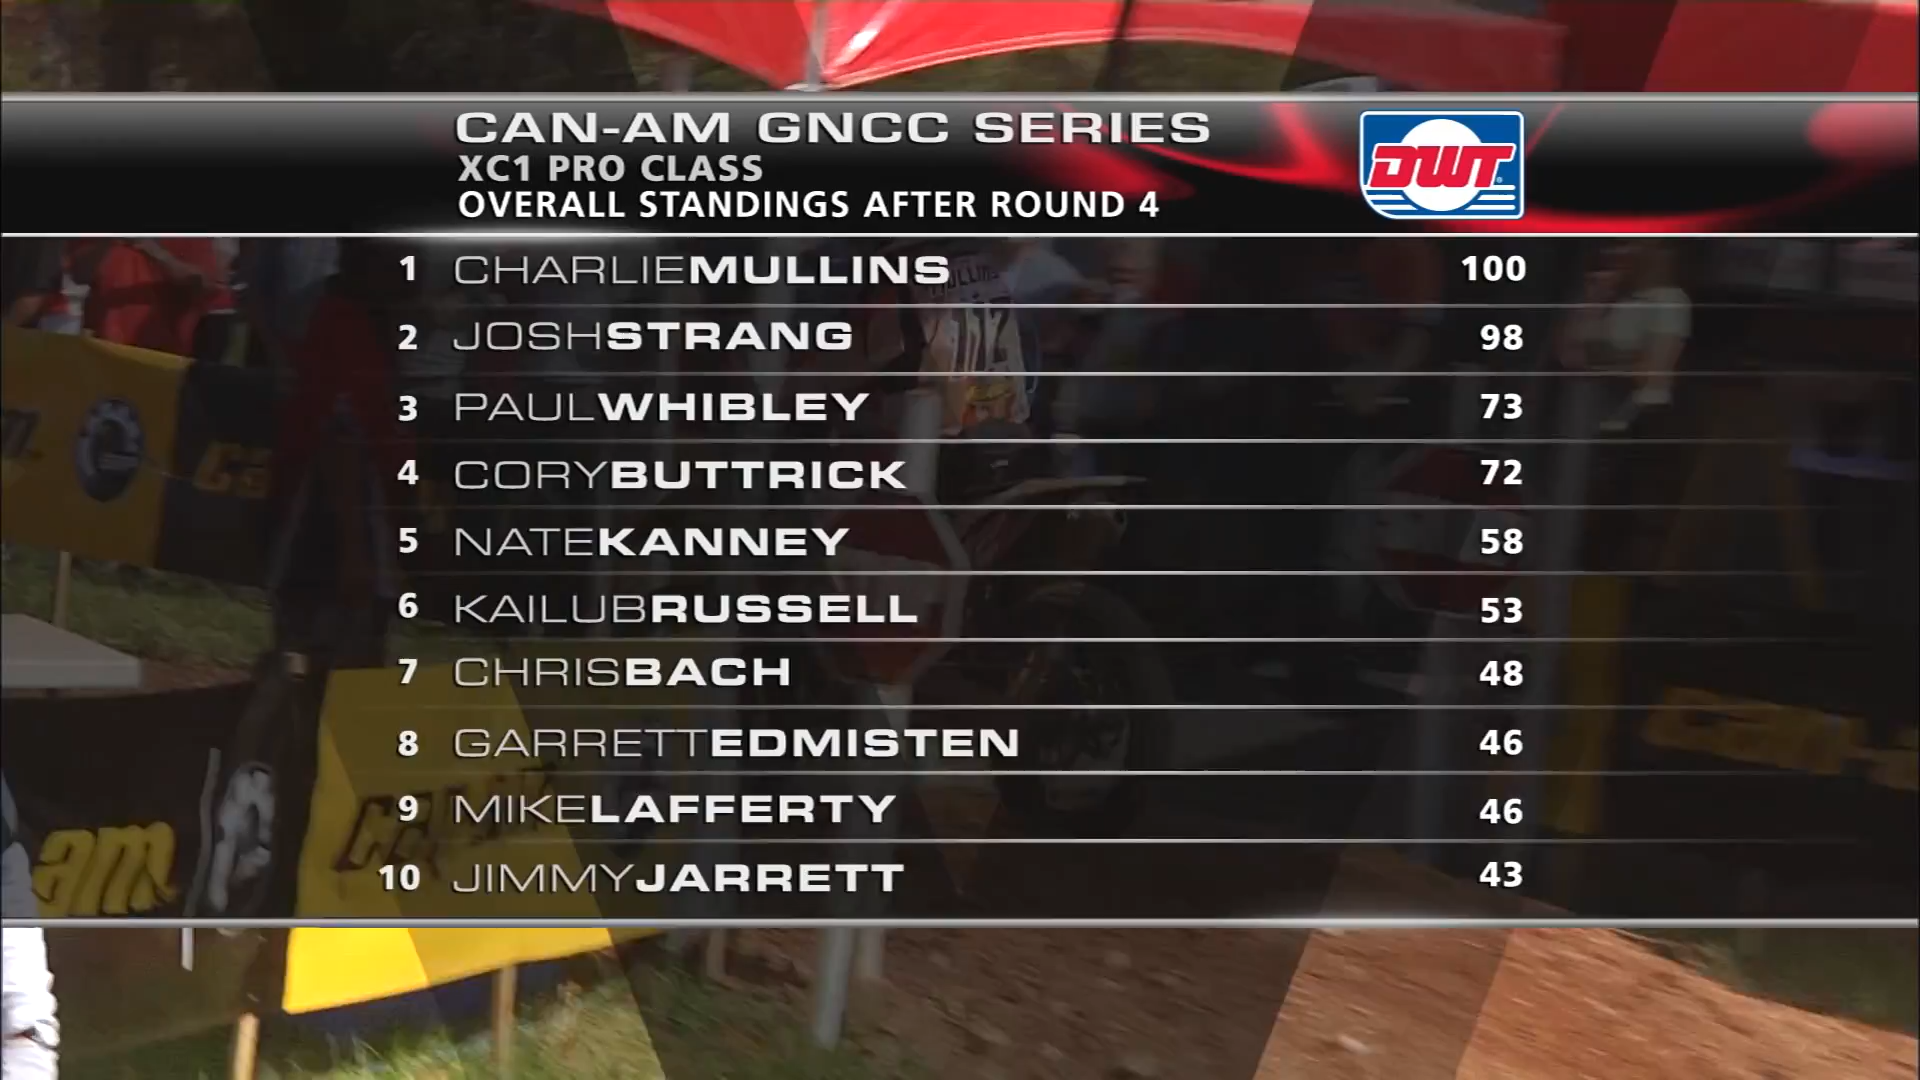 CAN-AM GNCC SERIES
XC1 PRO CLASS
OVERALL STANDINGS AFTER ROUND 4
DWT
1 CHARLIEMULLINS 100
2 JOSHSTRANG 98
3 PAULWHIBLEY 73
4 CORYBUTTRICK 72
5 NATEKANNEY 58
6 KAILUBRUSSELL 53
7 CHRISBACH 48
8 GARRETTEDMISTEN 46
9 MIKELAFFERTY 46
10 JIMMYJARRETT 43
MULLINS
am